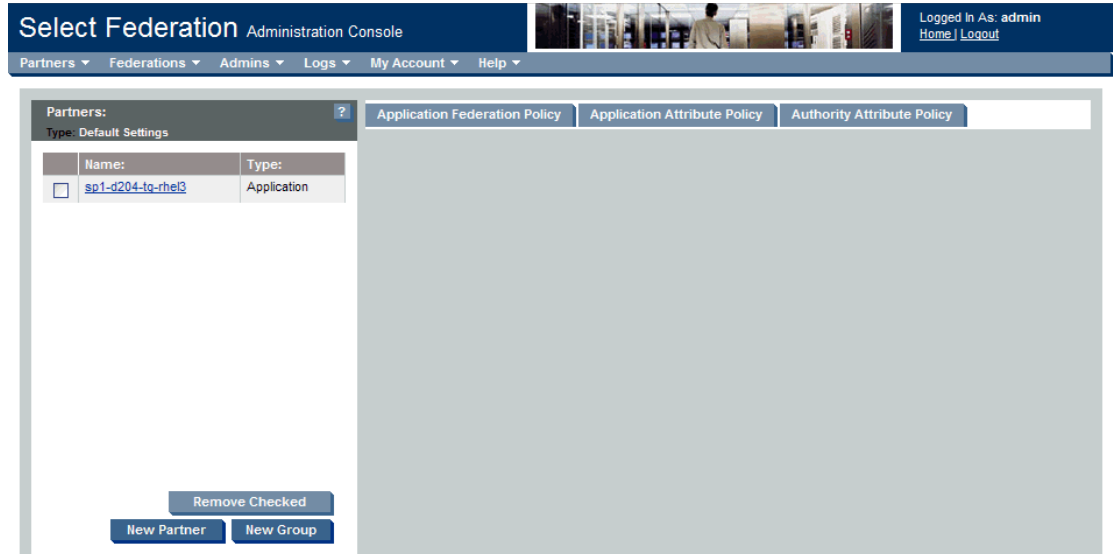 Select Federation Administration Console
Logged In As: admin
Home | Logout
Partners Federations Admins Logs My Account Help
Partners: ?
Type: Default Settings
Application Federation Policy Application Attribute Policy Authority Attribute Policy
Name: Type:
sp1-d204-tq-rhel3 Application
Remove Checked
New Partner New Group